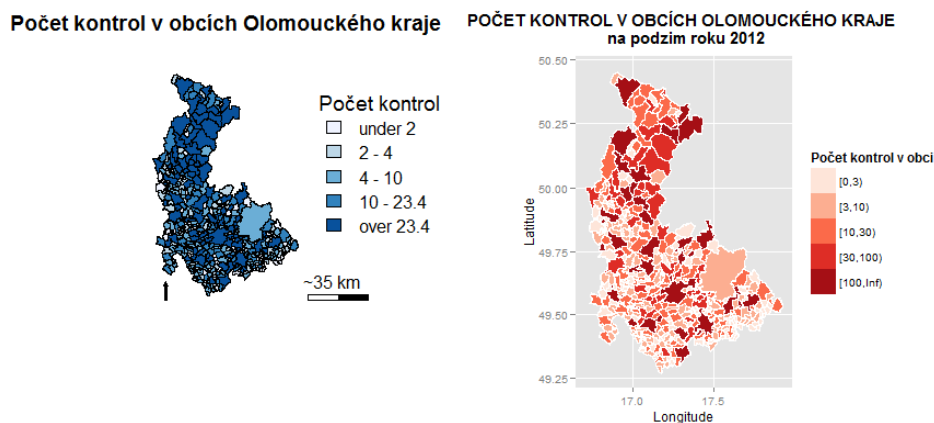 Počet kontrol v obcích Olomouckého kraje
Počet kontrol
under 2
2 - 4
4 - 10
10 - 23.4
over 23.4
~35 km
POČET KONTROL V OBCÍCH OLOMOUCKÉHO KRAJE
na podzim roku 2012
50.50
50.25
50.00
49.75
49.50
49.25
Latitude
17.0
17.5
Longitude
Počet kontrol v obci
[0,3)
[3,10)
[10,30)
[30,100)
[100,Inf)